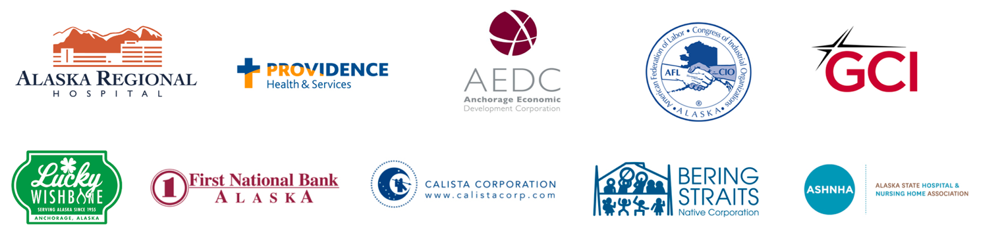 ALASKA REGIONAL
HOSPITAL
PROVIDENCE
Health & Services
AEDC
Anchorage Economic
Development Corporation
American Federation of Labor • Congress of Industrial Organizations
AFL CIO
®
• ALASKA •
GCI
Lucky
WISHBONE
SERVING ALASKA SINCE 1955
ANCHORAGE, ALASKA
1 First National Bank
ALASKA
CALISTA CORPORATION
www.calistacorp.com
BERING
STRAITS
Native Corporation
ASHNHA
ALASKA STATE HOSPITAL &
NURSING HOME ASSOCIATION